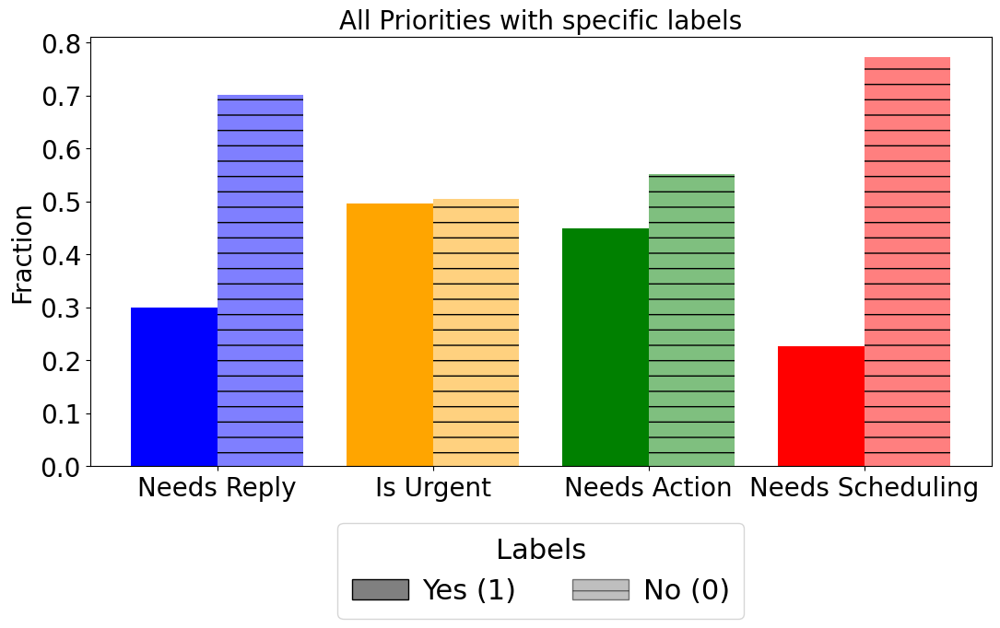 All Priorities with specific labels
Fraction
0.8
0.7
0.6
0.5
0.4
0.3
0.2
0.1
0.0
Needs Reply Is Urgent Needs Action Needs Scheduling
Labels
Yes (1) No (0)